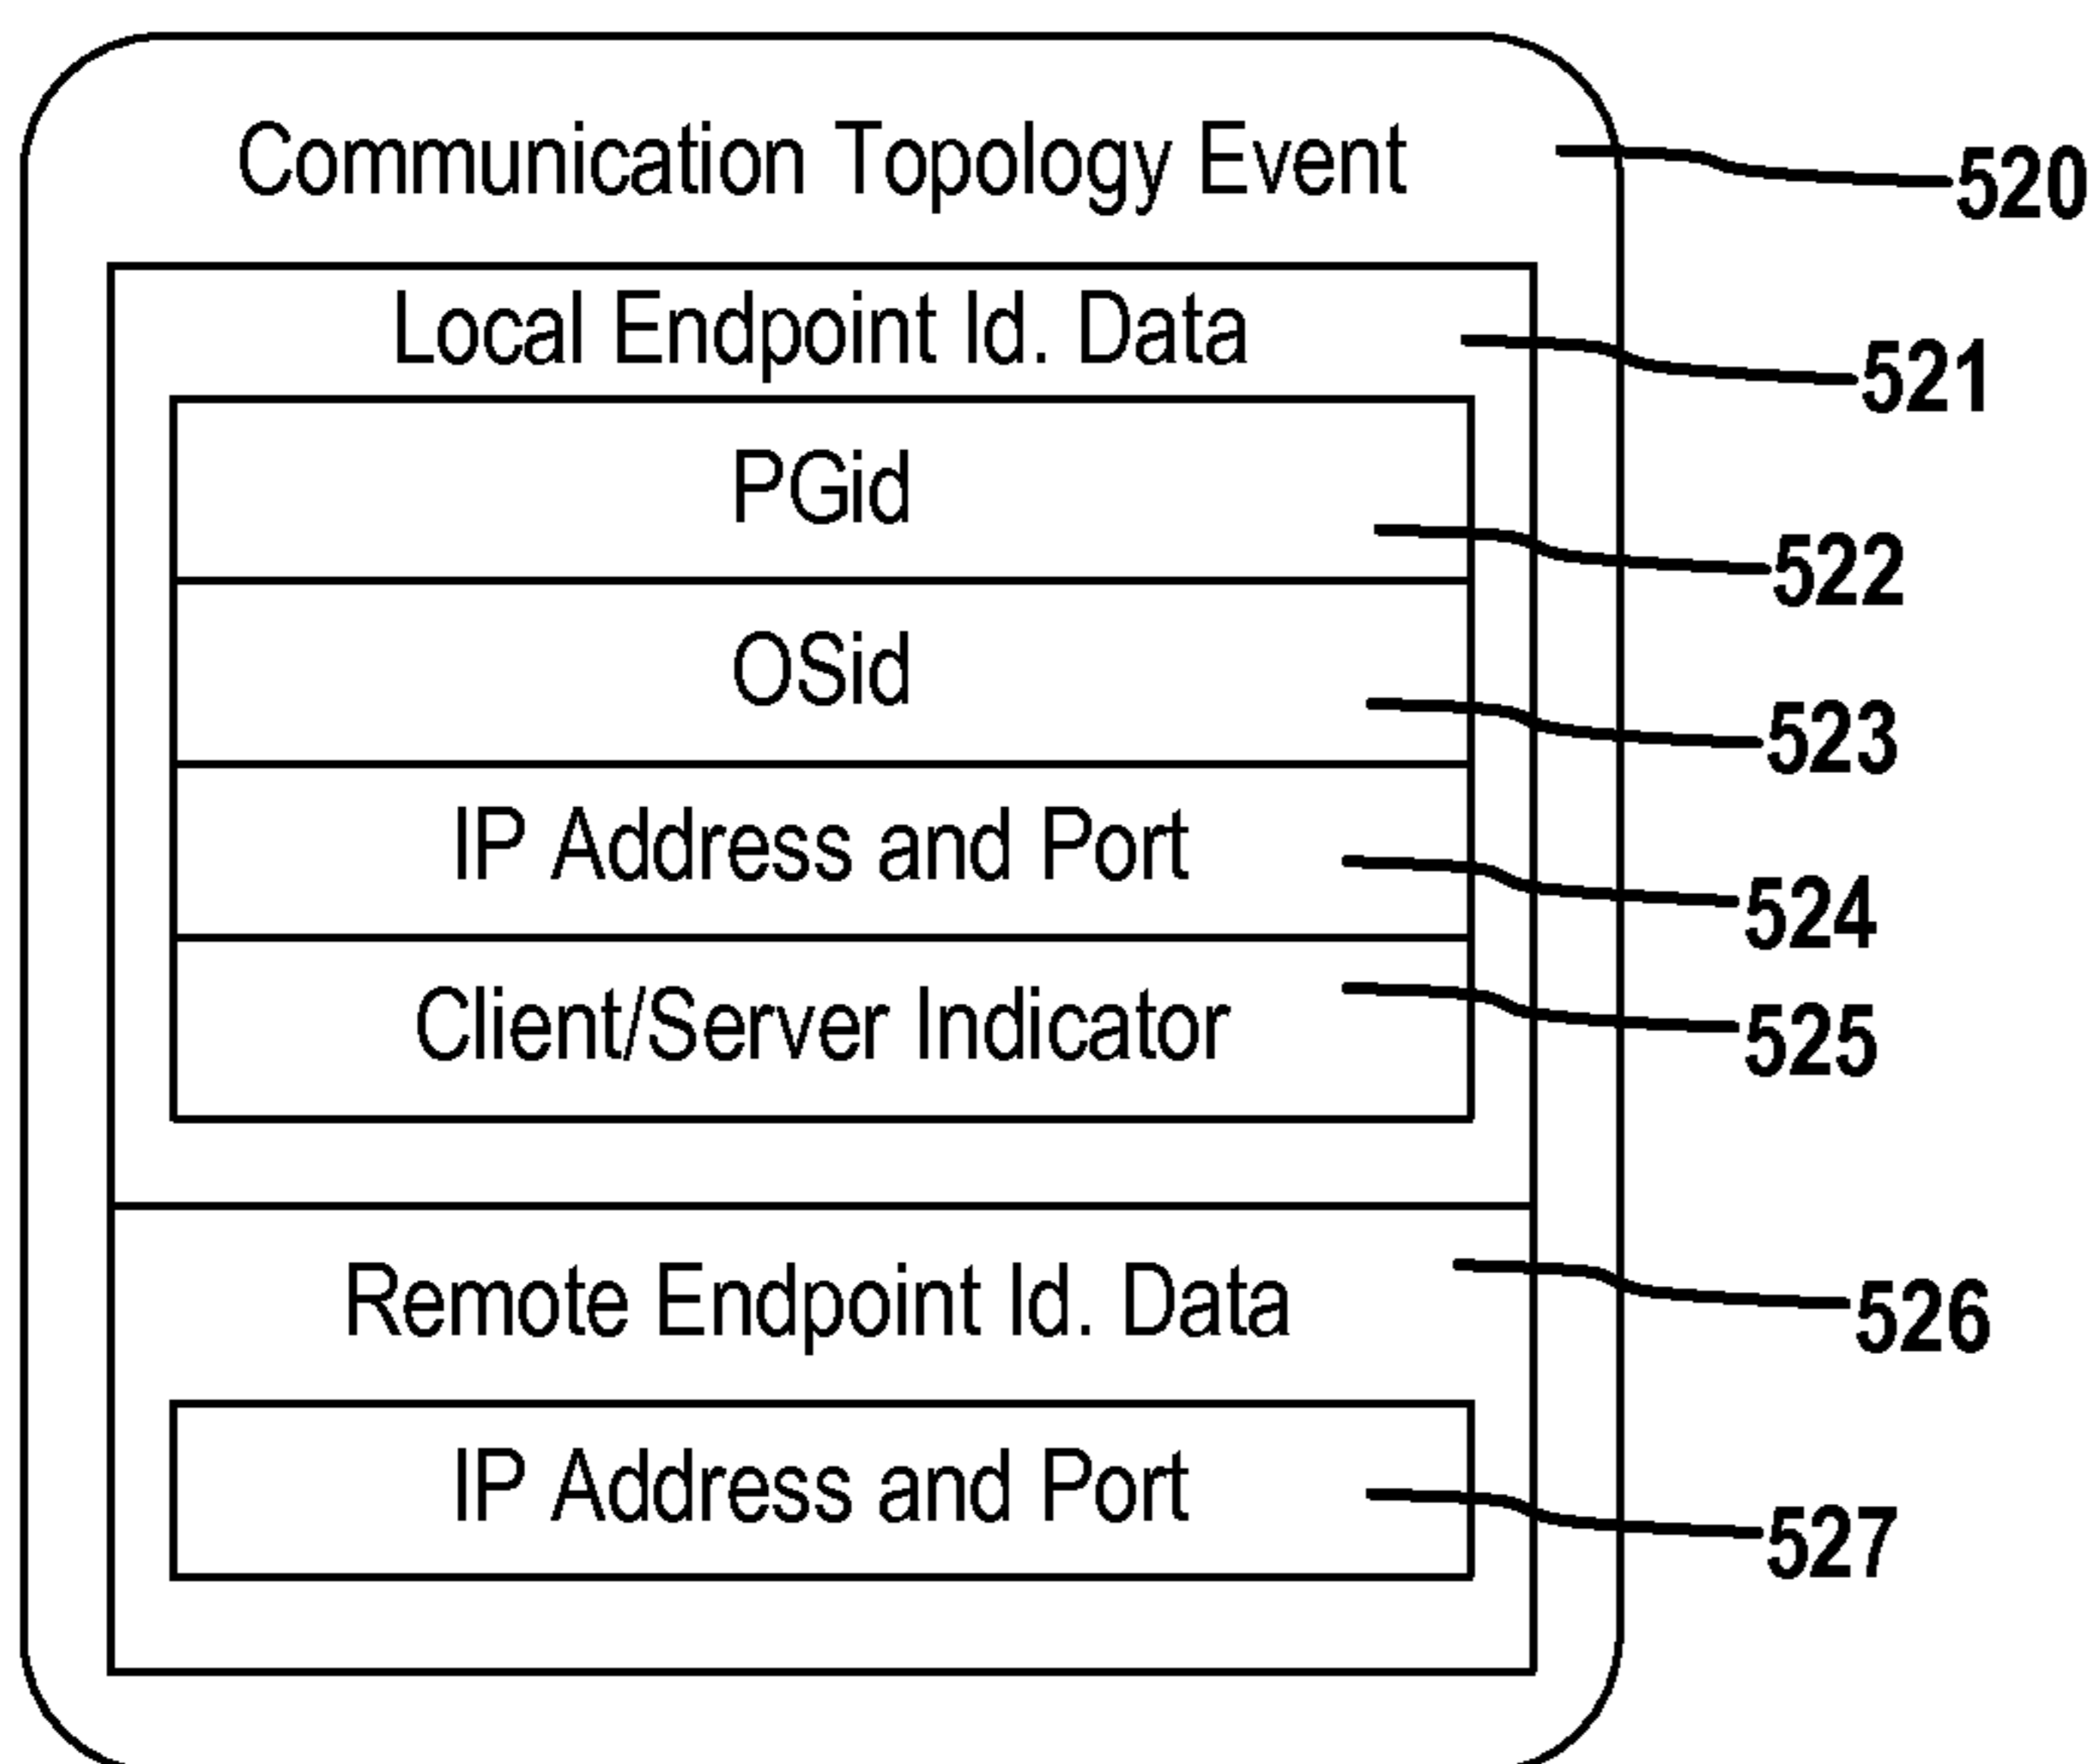 Communication Topology Event
520
Local Endpoint Id. Data
521
PGid
522
OSid
523
IP Address and Port
524
Client/Server Indicator
525
Remote Endpoint Id. Data
526
IP Address and Port
527